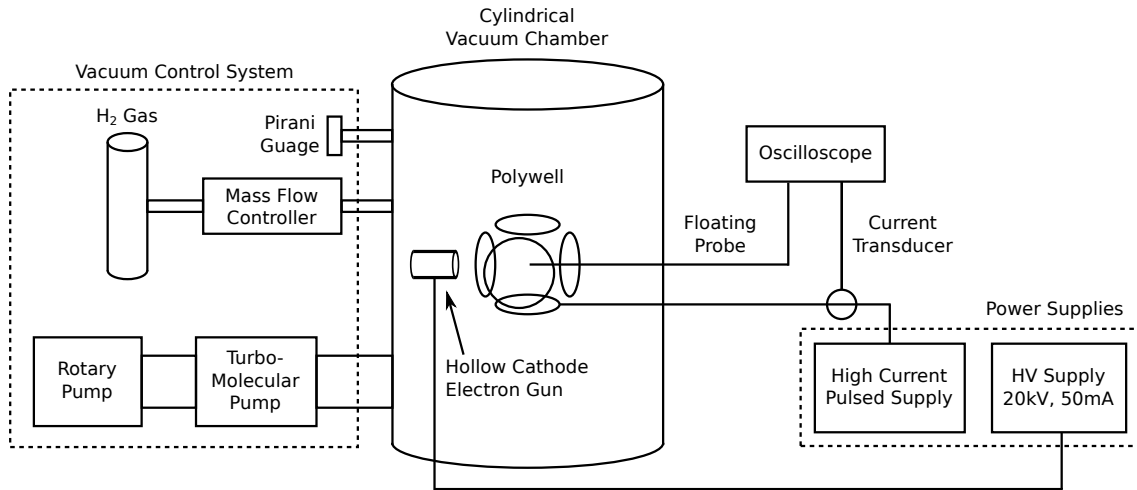 Cylindrical
Vacuum Chamber
Vacuum Control System
H₂ Gas
Pirani
Guage
Mass Flow
Controller
Rotary
Pump
Turbo-
Molecular
Pump
Polywell
Hollow Cathode
Electron Gun
Oscilloscope
Floating
Probe
Current
Transducer
Power Supplies
High Current
Pulsed Supply
HV Supply
20kV, 50mA